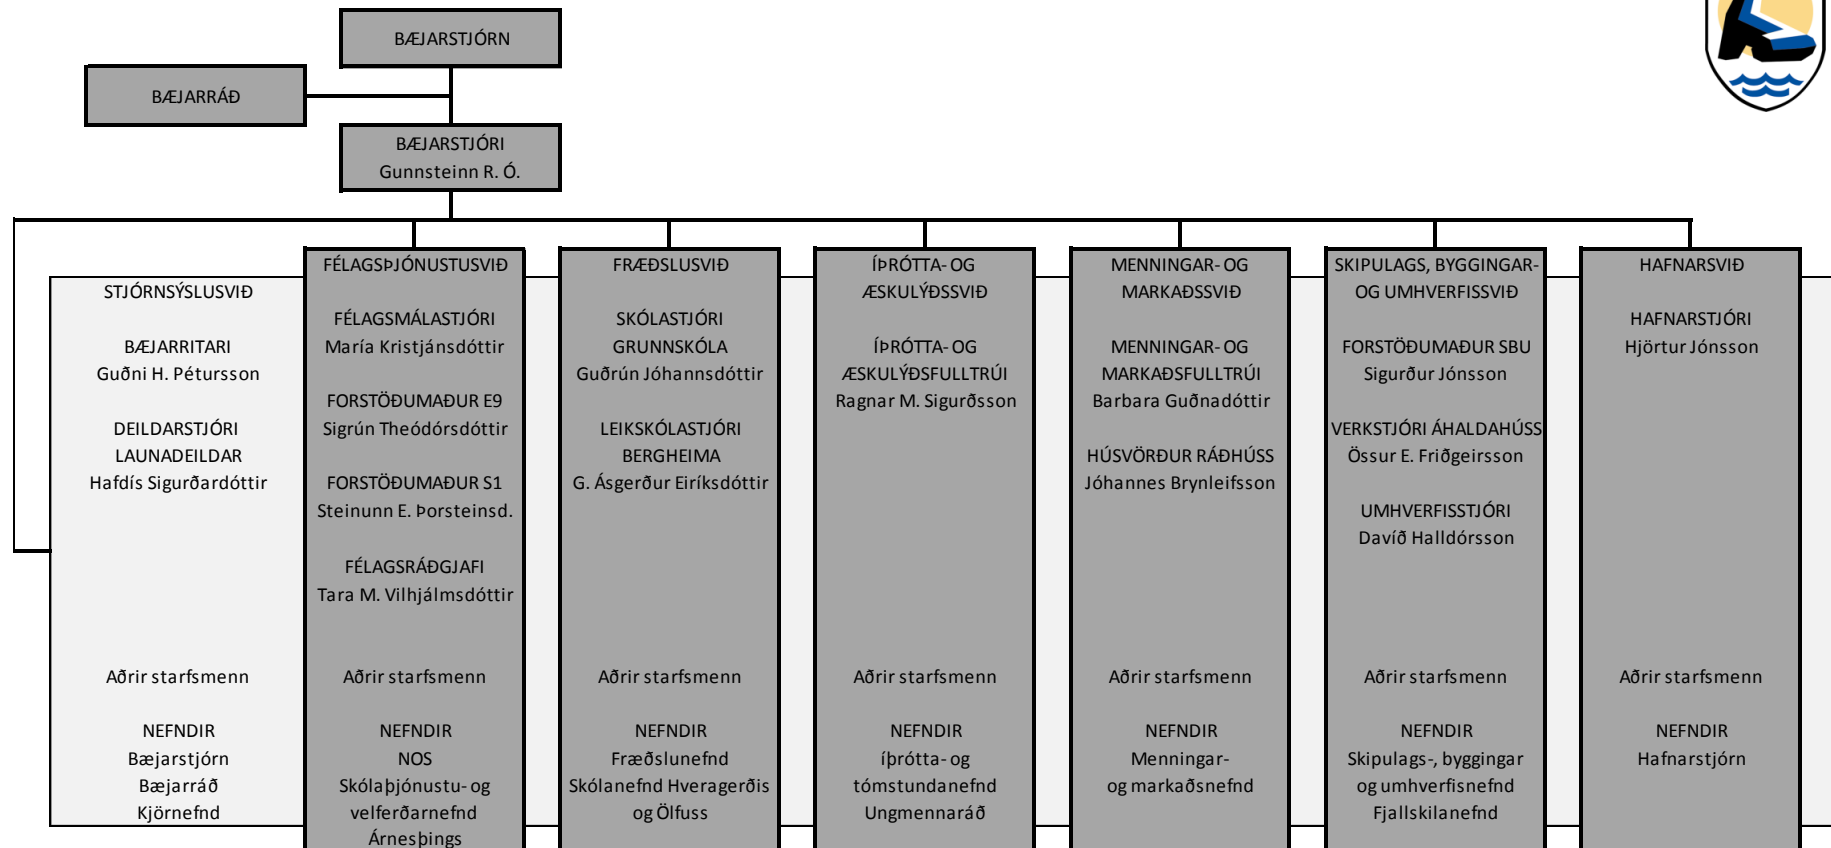 BÆJARSTJÓRN
BÆJARRÁÐ
BÆJARSTJÓRI
Gunnsteinn R. Ó.
STJÓRNSÝSLUSVIÐ
BÆJARRITARI
Guðni H. Pétursson
DEILDARSTJÓRI
LAUNADEILDAR
Hafdís Sigurðardóttir
Aðrir starfsmenn
NEFNDIR
Bæjarstjórn
Bæjarráð
Kjörnefnd
FÉLAGSÞJÓNUSTUSVIÐ
FÉLAGSMÁLASTJÓRI
María Kristjánsdóttir
FORSTÖÐUMAÐUR E9
Sigrún Theódórsdóttir
FORSTÖÐUMAÐUR S1
Steinunn E. Þorsteinsd.
FÉLAGSRÁÐGJAFI
Tara M. Vilhjálmsdóttir
Aðrir starfsmenn
NEFNDIR
NOS
Skólaþjónustu- og
velferðarnefnd
Árnesþings
FRÆÐSLUSVIÐ
SKÓLASTJÓRI
GRUNNSKÓLA
Guðrún Jóhannsdóttir
LEIKSKÓLASTJÓRI
BERGHEIMA
G. Ásgerður Eiríksdóttir
Aðrir starfsmenn
NEFNDIR
Fræðslunefnd
Skólanefnd Hveragerðis
og Ölfuss
ÍÞRÓTTA- OG
ÆSKULÝÐSSVIÐ
ÍÞRÓTTA- OG
ÆSKULÝÐSFULLTRÚI
Ragnar M. Sigurðsson
Aðrir starfsmenn
NEFNDIR
íþrótta- og
tómstundanefnd
Ungmennaráð
MENNINGAR- OG
MARKAÐSSVIÐ
MENNINGAR- OG
MARKAÐSFULLTRÚI
Barbara Guðnadóttir
HÚSVÖRÐUR RÁÐHÚSS
Jóhannes Brynleifsson
Aðrir starfsmenn
NEFNDIR
Menningar-
og markaðsnefnd
SKIPULAGS, BYGGINGAR-
OG UMHVERFISSVIÐ
FORSTÖÐUMAÐUR SBU
Sigurður Jónsson
VERKSTJÓRI ÁHALDAHÚSS
Össur E. Friðgeirsson
UMHVERFISSTJÓRI
Davíð Halldórsson
Aðrir starfsmenn
NEFNDIR
Skipulags-, byggingar
og umhverfisnefnd
Fjallskilanefnd
HAFNARSVIÐ
HAFNARSTJÓRI
Hjörtur Jónsson
Aðrir starfsmenn
NEFNDIR
Hafnarstjórn